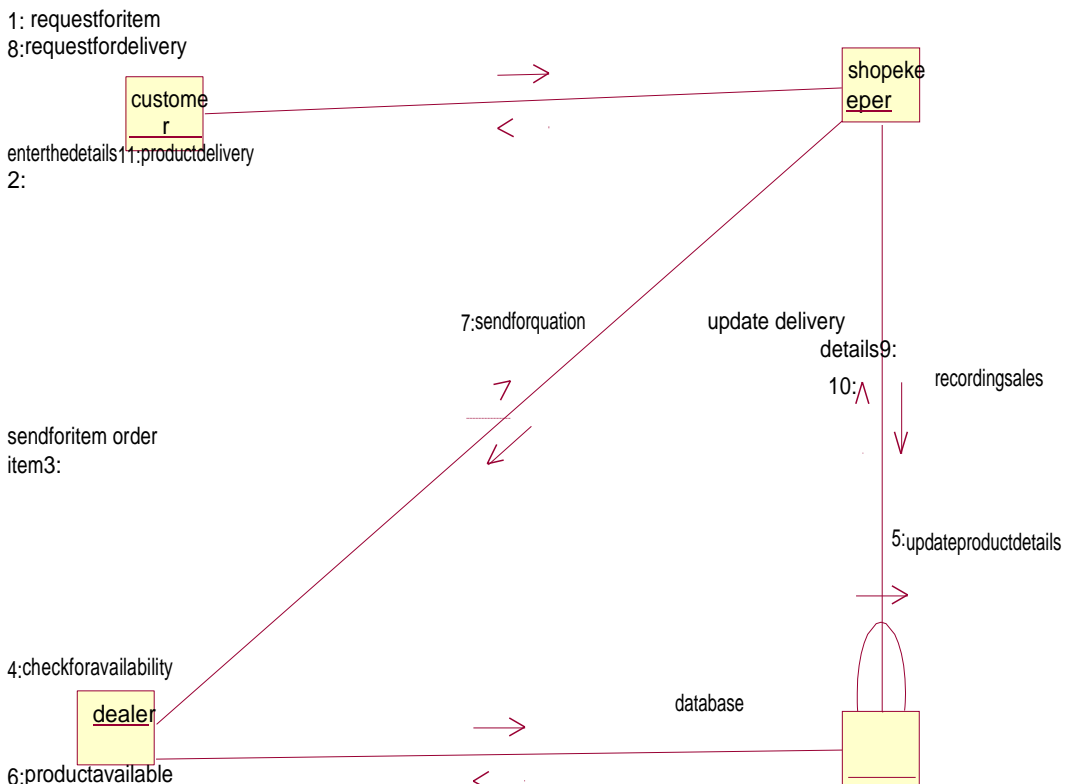 1: requestforitem
8:requestfordelivery
custome
r
shopeke
eper
enterthedetails11:productdelivery
2:
7:sendforquation
update delivery
details9:
10:
recordingsales
sendforitem order
item3:
5:updateproductdetails
4:checkforavailability
dealer
database
6:productavailable